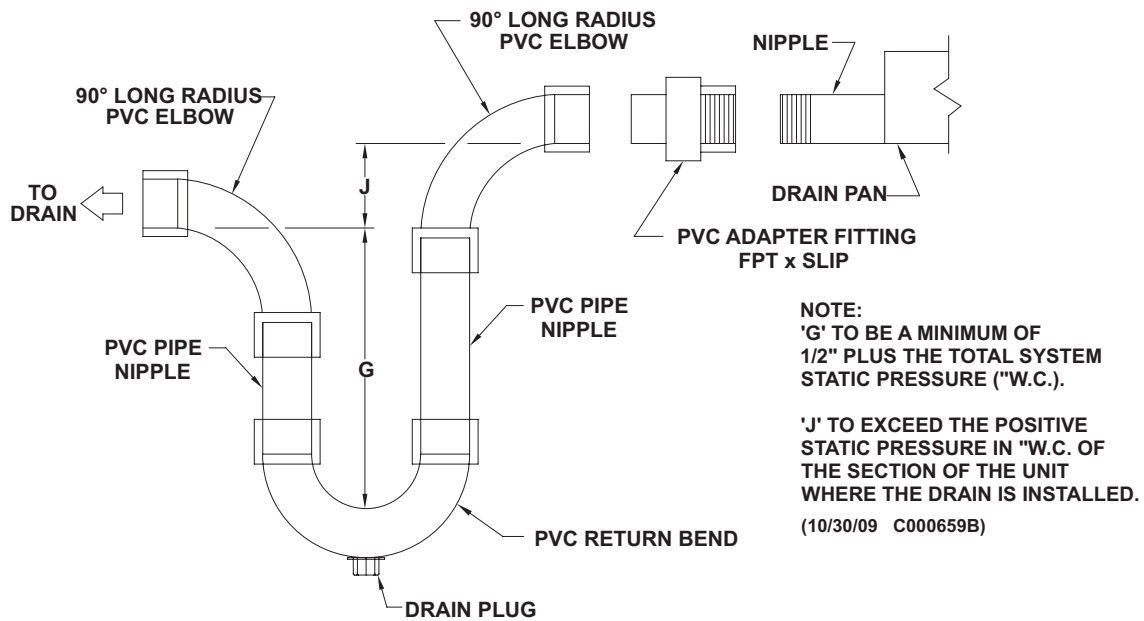 90° LONG RADIUS
PVC ELBOW
NIPPLE
90° LONG RADIUS
PVC ELBOW
J
TO
DRAIN
DRAIN PAN
PVC ADAPTER FITTING
FPT x SLIP
PVC PIPE
NIPPLE
PVC PIPE
NIPPLE
G
NOTE:
'G' TO BE A MINIMUM OF
1/2" PLUS THE TOTAL SYSTEM
STATIC PRESSURE ("W.C.).
'J' TO EXCEED THE POSITIVE
STATIC PRESSURE IN "W.C. OF
THE SECTION OF THE UNIT
WHERE THE DRAIN IS INSTALLED.
(10/30/09 C000659B)
PVC RETURN BEND
DRAIN PLUG